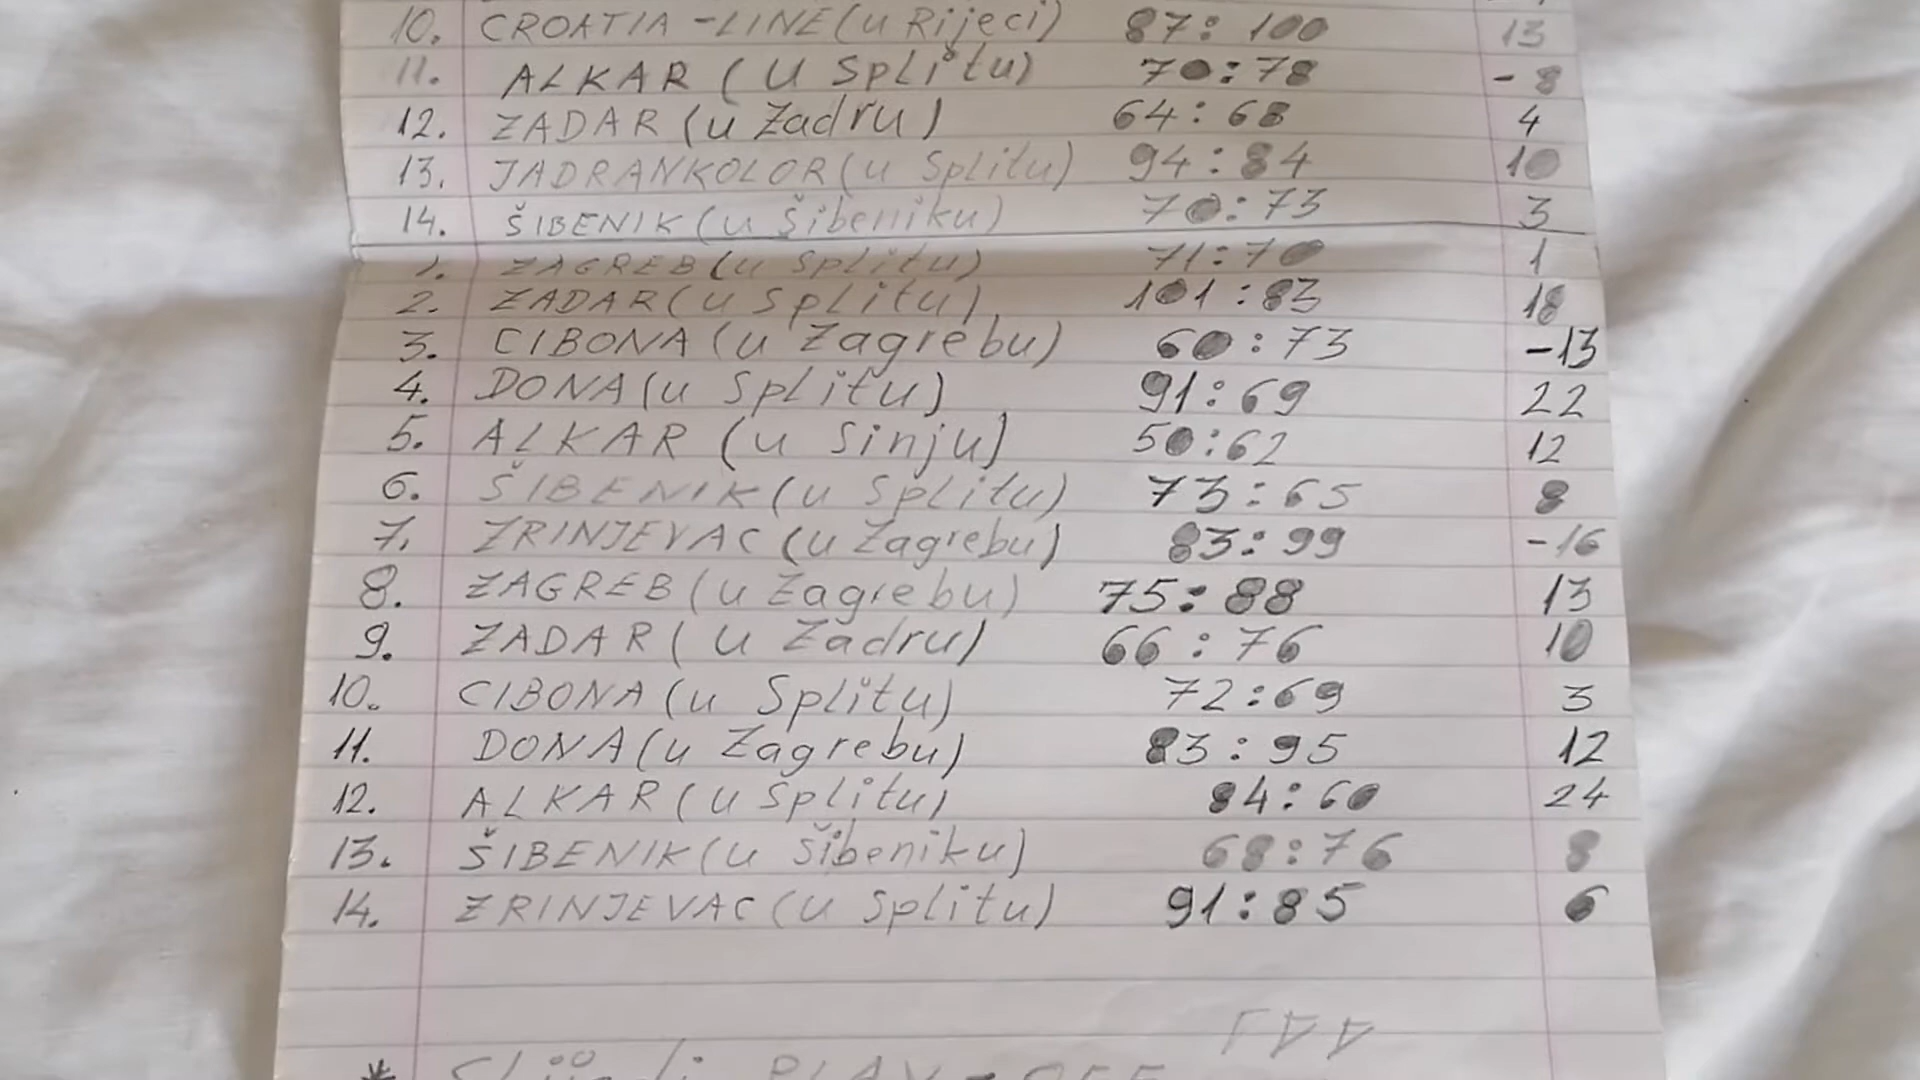 10. CROATIA-LINE (u Rijeci) 87:100 13
11. ALKAR (u Splitu) 70:78 -8
12. ZADAR (u Zadru) 64:68 4
13. JADRANKOLOR (u Splitu) 94:84 10
14. ŠIBENIK (u Šibeniku) 70:73 3
1. ZAGREB (u Splitu) 71:70 1
2. ZADAR (u Splitu) 101:83 18
3. CIBONA (u Zagrebu) 60:73 -13
4. DONA (u Splitu) 91:69 22
5. ALKAR (u Sinju) 50:62 12
6. ŠIBENIK (u Splitu) 73:65 8
7. ZRINJEVAC (u Zagrebu) 83:99 -16
8. ZAGREB (u Zagrebu) 75:88 13
9. ZADAR (u Zadru) 66:76 10
10. CIBONA (u Splitu) 72:69 3
11. DONA (u Zagrebu) 83:95 12
12. ALKAR (u Splitu) 84:60 24
13. ŠIBENIK (u Šibeniku) 68:76 8
14. ZRINJEVAC (u Splitu) 91:85 6
* Slijedi PLAY-OFF